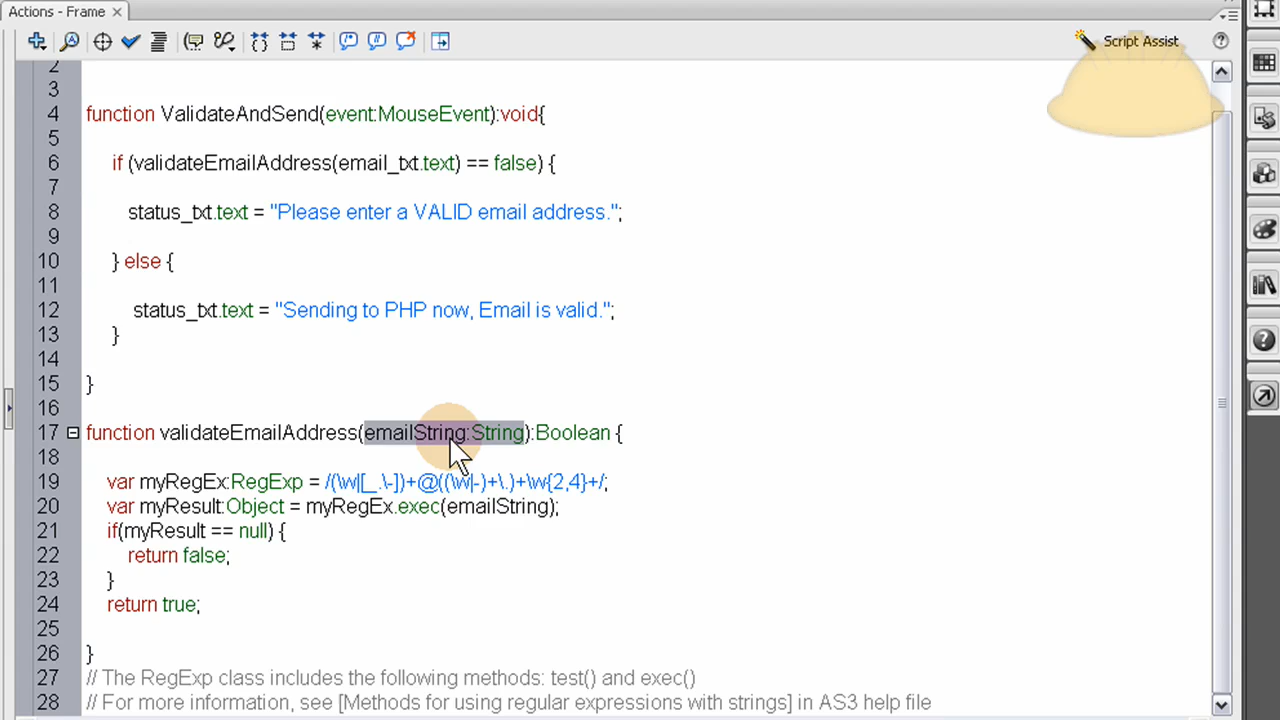 Actions - Frame ×
Script Assist
2
3
4 function ValidateAndSend(event:MouseEvent):void{
5
6 if (validateEmailAddress(email_txt.text) == false) {
7
8 status_txt.text = "Please enter a VALID email address.";
9
10 } else {
11
12 status_txt.text = "Sending to PHP now, Email is valid.";
13 }
14
15 }
16
17 function validateEmailAddress(emailString:String):Boolean {
18
19 var myRegEx:RegExp = /(\w|[_.\-])+@((\w|-)+\.)+\w{2,4}+/;
20 var myResult:Object = myRegEx.exec(emailString);
21 if(myResult == null) {
22 return false;
23 }
24 return true;
25
26 }
27 // The RegExp class includes the following methods: test() and exec()
28 // For more information, see [Methods for using regular expressions with strings] in AS3 help file